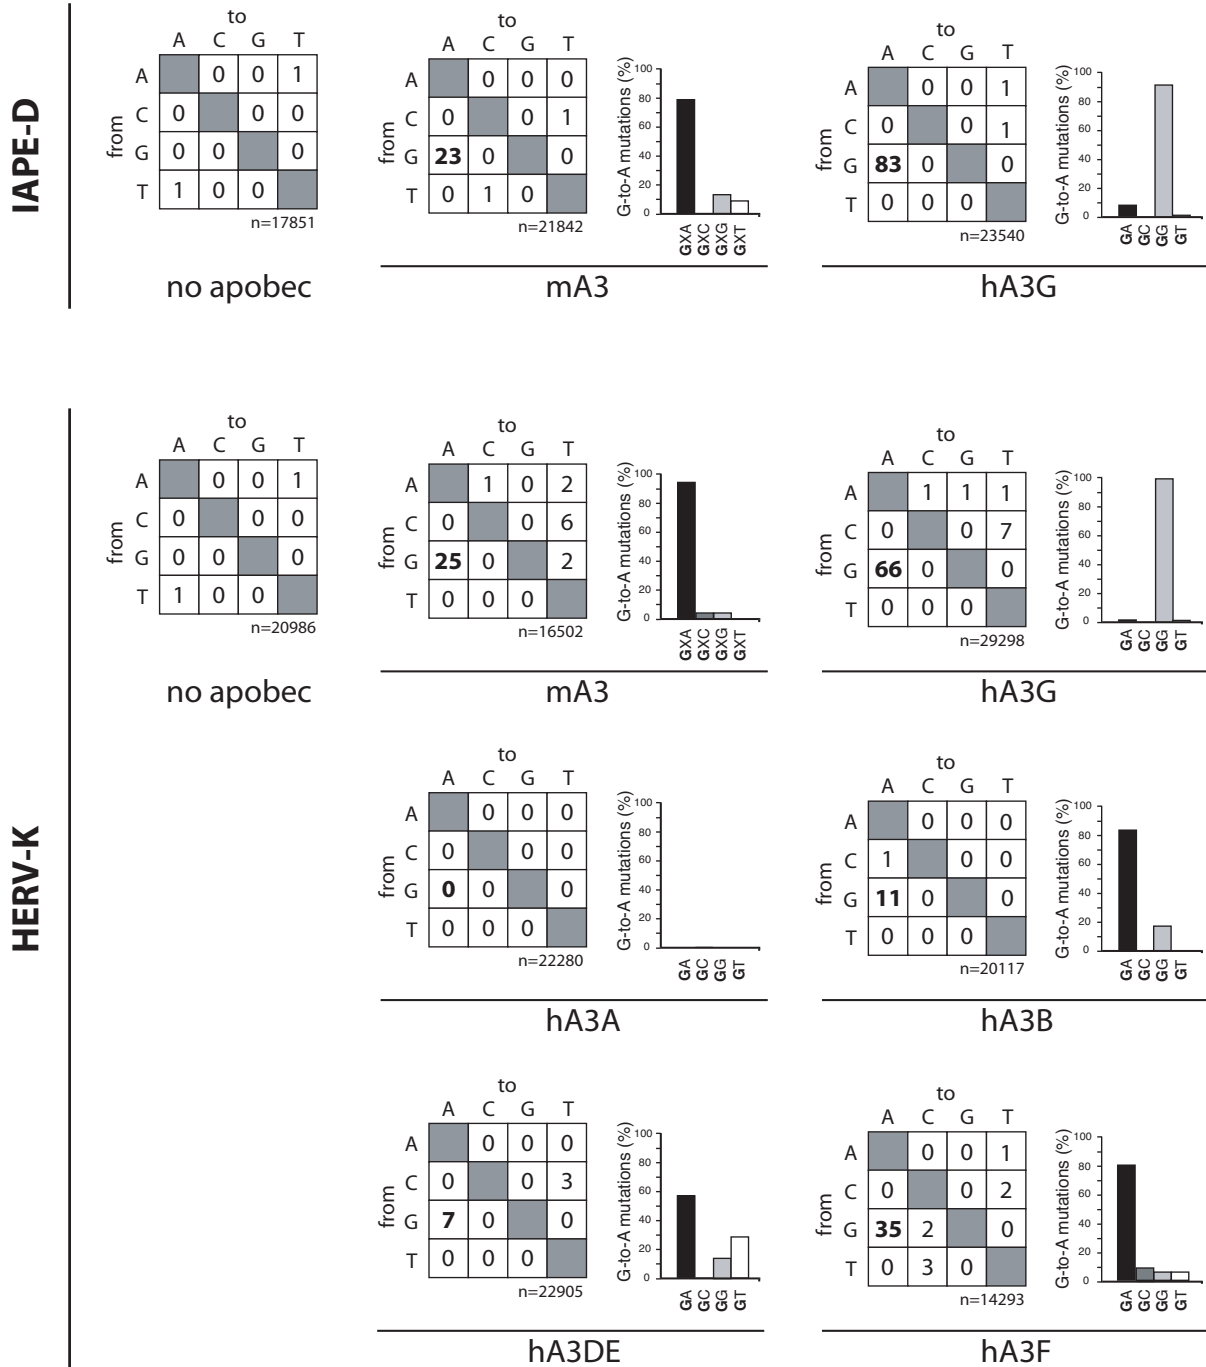 IAPE-D
to
A C G T
from
A 0 0 1
C 0 0 0
G 0 0 0
T 1 0 0
n=17851
no apobec
to
A C G T
from
A 0 0 0
C 0 0 1
G 23 0 0
T 0 1 0
n=21842
G-to-A mutations (%)
100
80
60
40
20
0
GXA
GXC
GXG
GXT
mA3
to
A C G T
from
A 0 0 1
C 0 0 1
G 83 0 0
T 0 0 0
n=23540
G-to-A mutations (%)
100
80
60
40
20
0
GA
GC
GG
GT
hA3G
HERV-K
to
A C G T
from
A 0 0 1
C 0 0 0
G 0 0 0
T 1 0 0
n=20986
no apobec
to
A C G T
from
A 1 0 2
C 0 0 6
G 25 0 2
T 0 0 0
n=16502
G-to-A mutations (%)
100
80
60
40
20
0
GXA
GXC
GXG
GXT
mA3
to
A C G T
from
A 1 1 1
C 0 0 7
G 66 0 0
T 0 0 0
n=29298
G-to-A mutations (%)
100
80
60
40
20
0
GA
GC
GG
GT
hA3G
to
A C G T
from
A 0 0 0
C 0 0 0
G 0 0 0
T 0 0 0
n=22280
G-to-A mutations (%)
100
80
60
40
20
0
GA
GC
GG
GT
hA3A
to
A C G T
from
A 0 0 0
C 1 0 0
G 11 0 0
T 0 0 0
n=20117
G-to-A mutations (%)
100
80
60
40
20
0
GA
GC
GG
GT
hA3B
to
A C G T
from
A 0 0 0
C 0 0 3
G 7 0 0
T 0 0 0
n=22905
G-to-A mutations (%)
100
80
60
40
20
0
GA
GC
GG
GT
hA3DE
to
A C G T
from
A 0 0 1
C 0 0 2
G 35 2 0
T 0 3 0
n=14293
G-to-A mutations (%)
100
80
60
40
20
0
GA
GC
GG
GT
hA3F